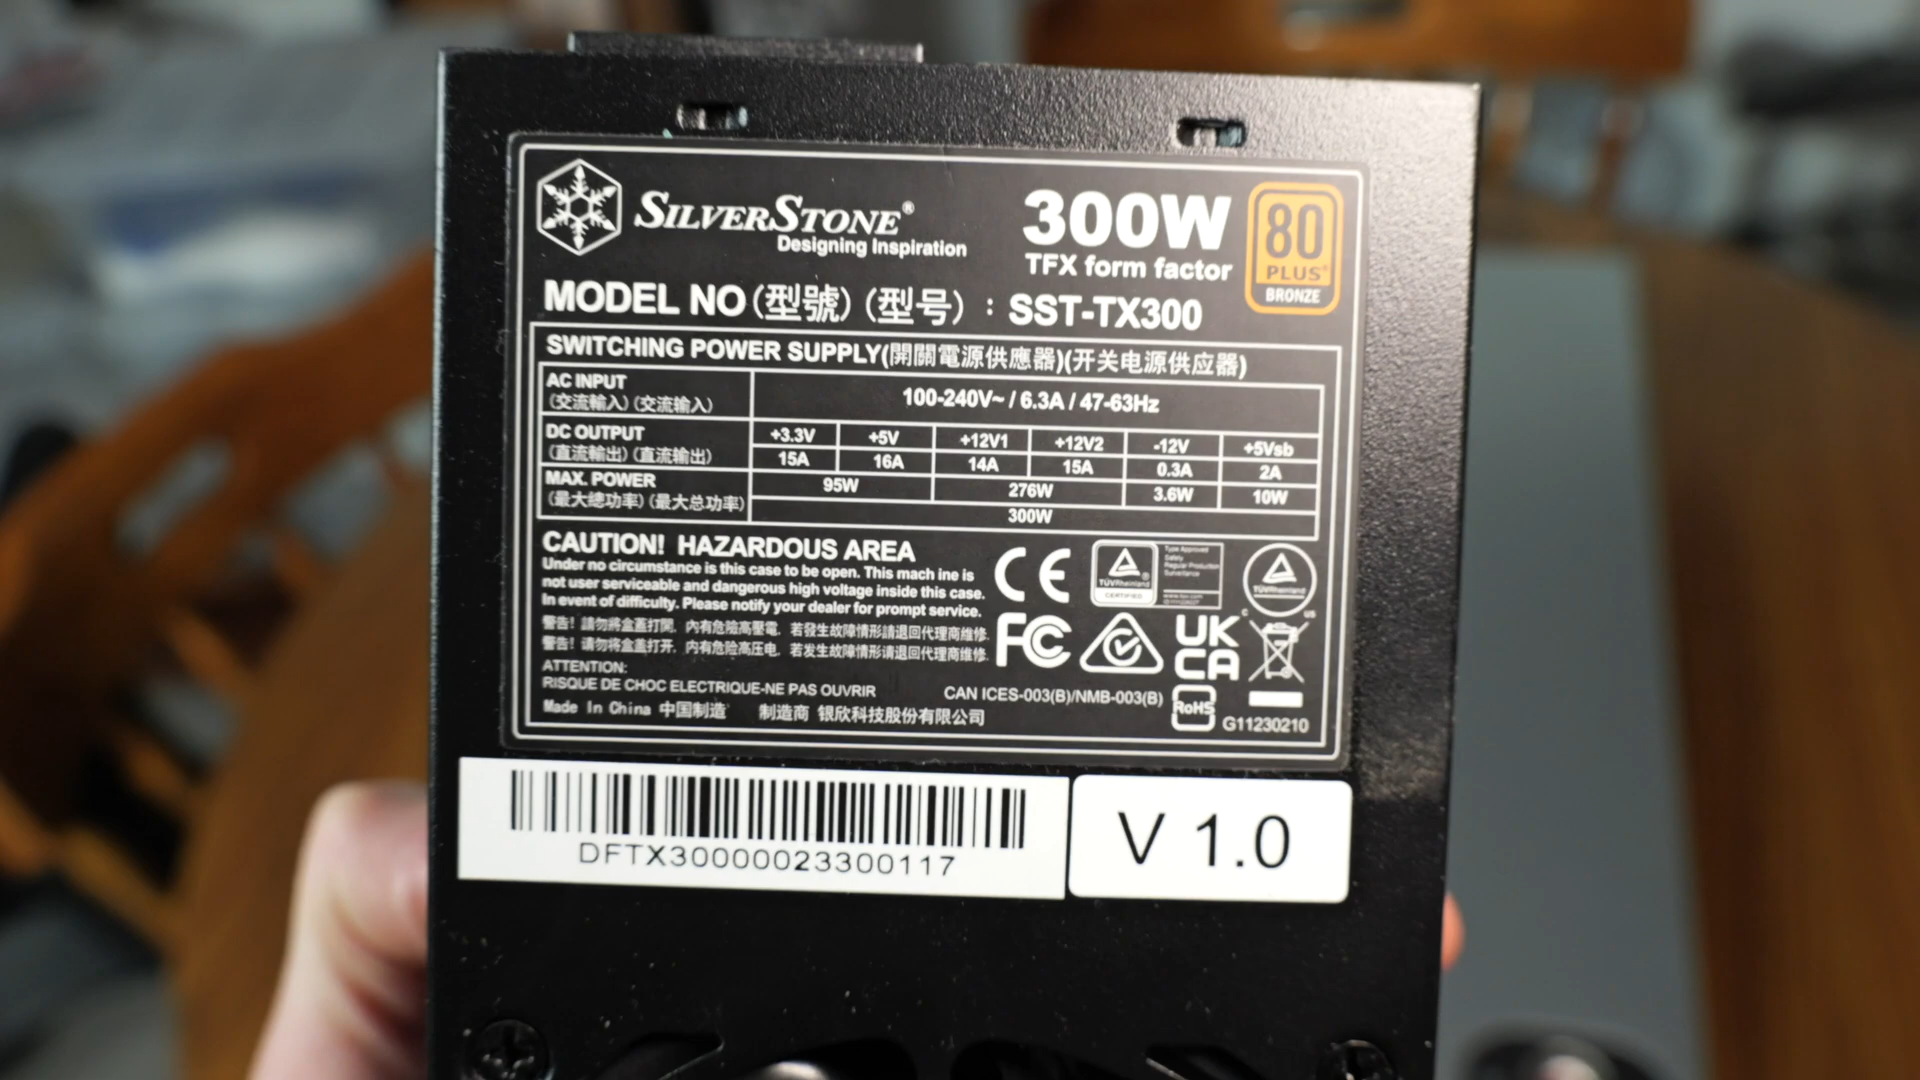 SILVERSTONE®
Designing Inspiration
300W
TFX form factor
80
PLUS®
BRONZE
MODEL NO(型號)(型号):SST-TX300
SWITCHING POWER SUPPLY(開關電源供應器)(开关电源供应器)
AC INPUT
(交流輸入)(交流输入)
100-240V~ / 6.3A / 47-63Hz
DC OUTPUT
(直流輸出)(直流输出)
+3.3V +5V +12V1 +12V2 -12V +5Vsb
15A 16A 14A 15A 0.3A 2A
MAX. POWER
(最大總功率)(最大总功率)
95W 276W 3.6W 10W
300W
CAUTION! HAZARDOUS AREA
Under no circumstance is this case to be open. This mach ine is
not user serviceable and dangerous high voltage inside this case.
In event of difficulty. Please notify your dealer for prompt service.
警告! 請勿將盒蓋打開, 內有危險高壓電, 若發生故障情形請退回代理商維修.
警告! 请勿将盒盖打开, 内有危险高压电, 若发生故障情形请退回代理商维修.
ATTENTION:
RISQUE DE CHOC ELECTRIQUE-NE PAS OUVRIR
Made In China 中国制造 制造商 银欣科技股份有限公司
CE
TÜVRheinland
CERTIFIED
Type Approved
Safety
Regular Production
Surveillance
TÜVRheinland
C US
FC
UK
CA
CAN ICES-003(B)/NMB-003(B)
RoHS
G11230210
DFTX30000023300117
V 1.0